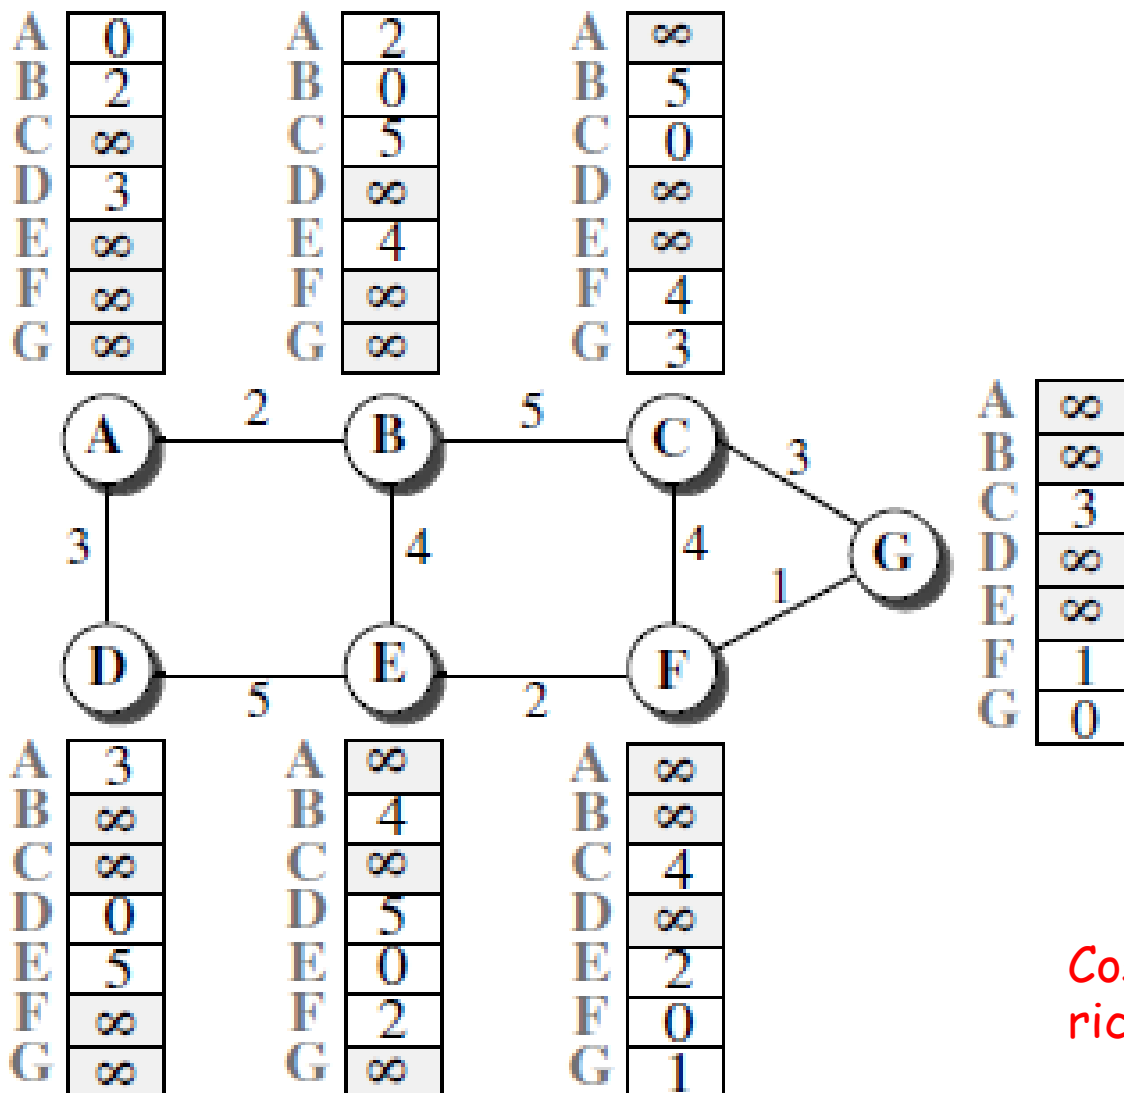 A 0
B 2
C ∞
D 3
E ∞
F ∞
G ∞
A 2
B 0
C 5
D ∞
E 4
F ∞
G ∞
A ∞
B 5
C 0
D ∞
E ∞
F 4
G 3
A 2 B 5 C
3 4 4 3 1
G
D 5 E 2 F
A ∞
B ∞
C 3
D ∞
E ∞
F 1
G 0
A 3
B ∞
C ∞
D 0
E 5
F ∞
G ∞
A ∞
B 4
C ∞
D 5
E 0
F 2
G ∞
A ∞
B ∞
C 4
D ∞
E 2
F 0
G 1